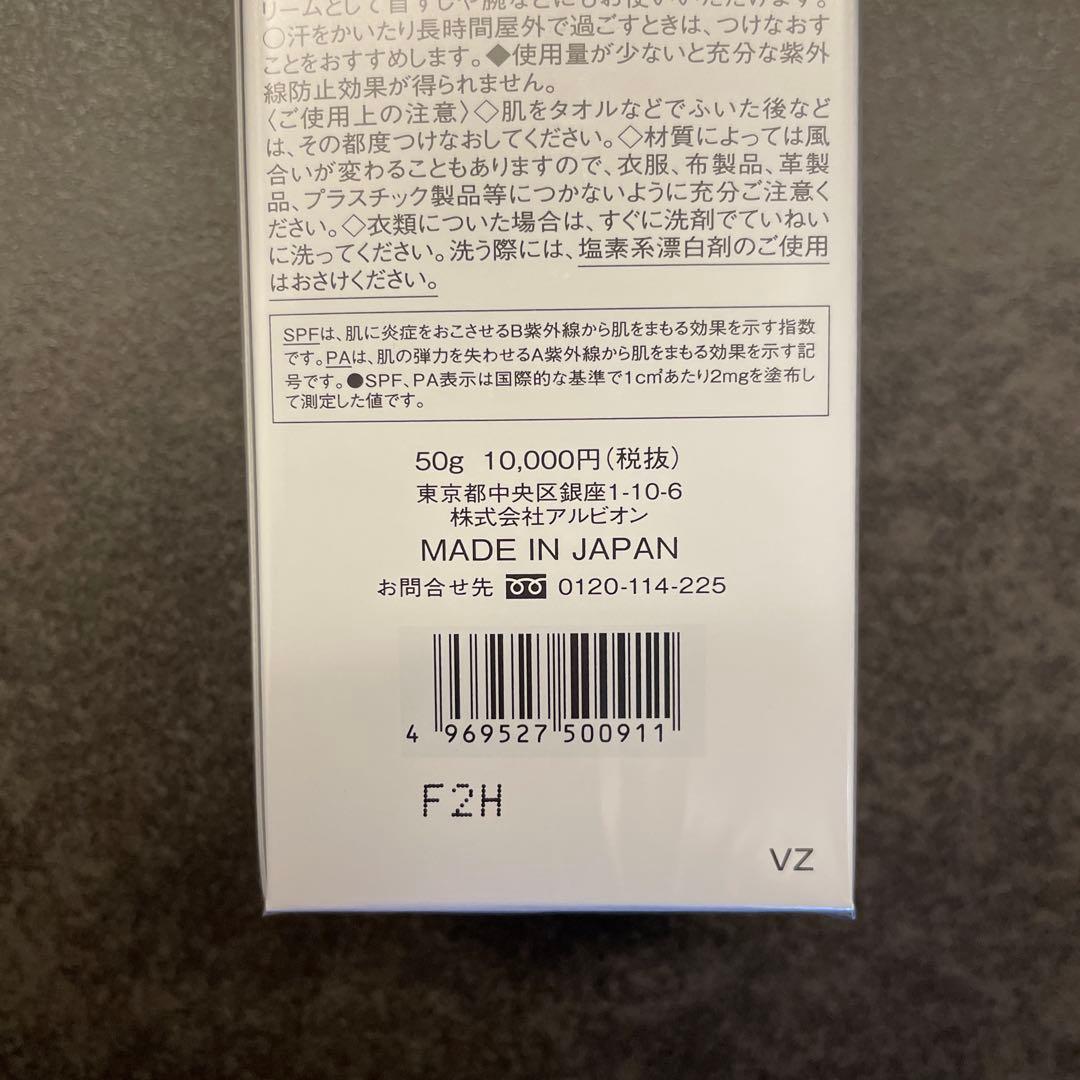 リームとして首すじや腕などにもお使いいただけます。
○汗をかいたり長時間屋外で過ごすときは、つけなおす
ことをおすすめします。◆使用量が少ないと充分な紫外
線防止効果が得られません。
〈ご使用上の注意〉◇肌をタオルなどでふいた後など
は、その都度つけなおしてください。◇材質によっては風
合いが変わることもありますので、衣服、布製品、革製
品、プラスチック製品等につかないように充分ご注意く
ださい。◇衣類についた場合は、すぐに洗剤でていねい
に洗ってください。洗う際には、塩素系漂白剤のご使用
はおさけください。
SPFは、肌に炎症をおこさせるB紫外線から肌をまもる効果を示す指数
です。PAは、肌の弾力を失わせるA紫外線から肌をまもる効果を示す記
号です。●SPF、PA表示は国際的な基準で1c㎡あたり2mgを塗布し
て測定した値です。
50g 10,000円（税抜）
東京都中央区銀座1-10-6
株式会社アルビオン
MADE IN JAPAN
お問合せ先 0120-114-225
4 969527 500911
F2H
VZ